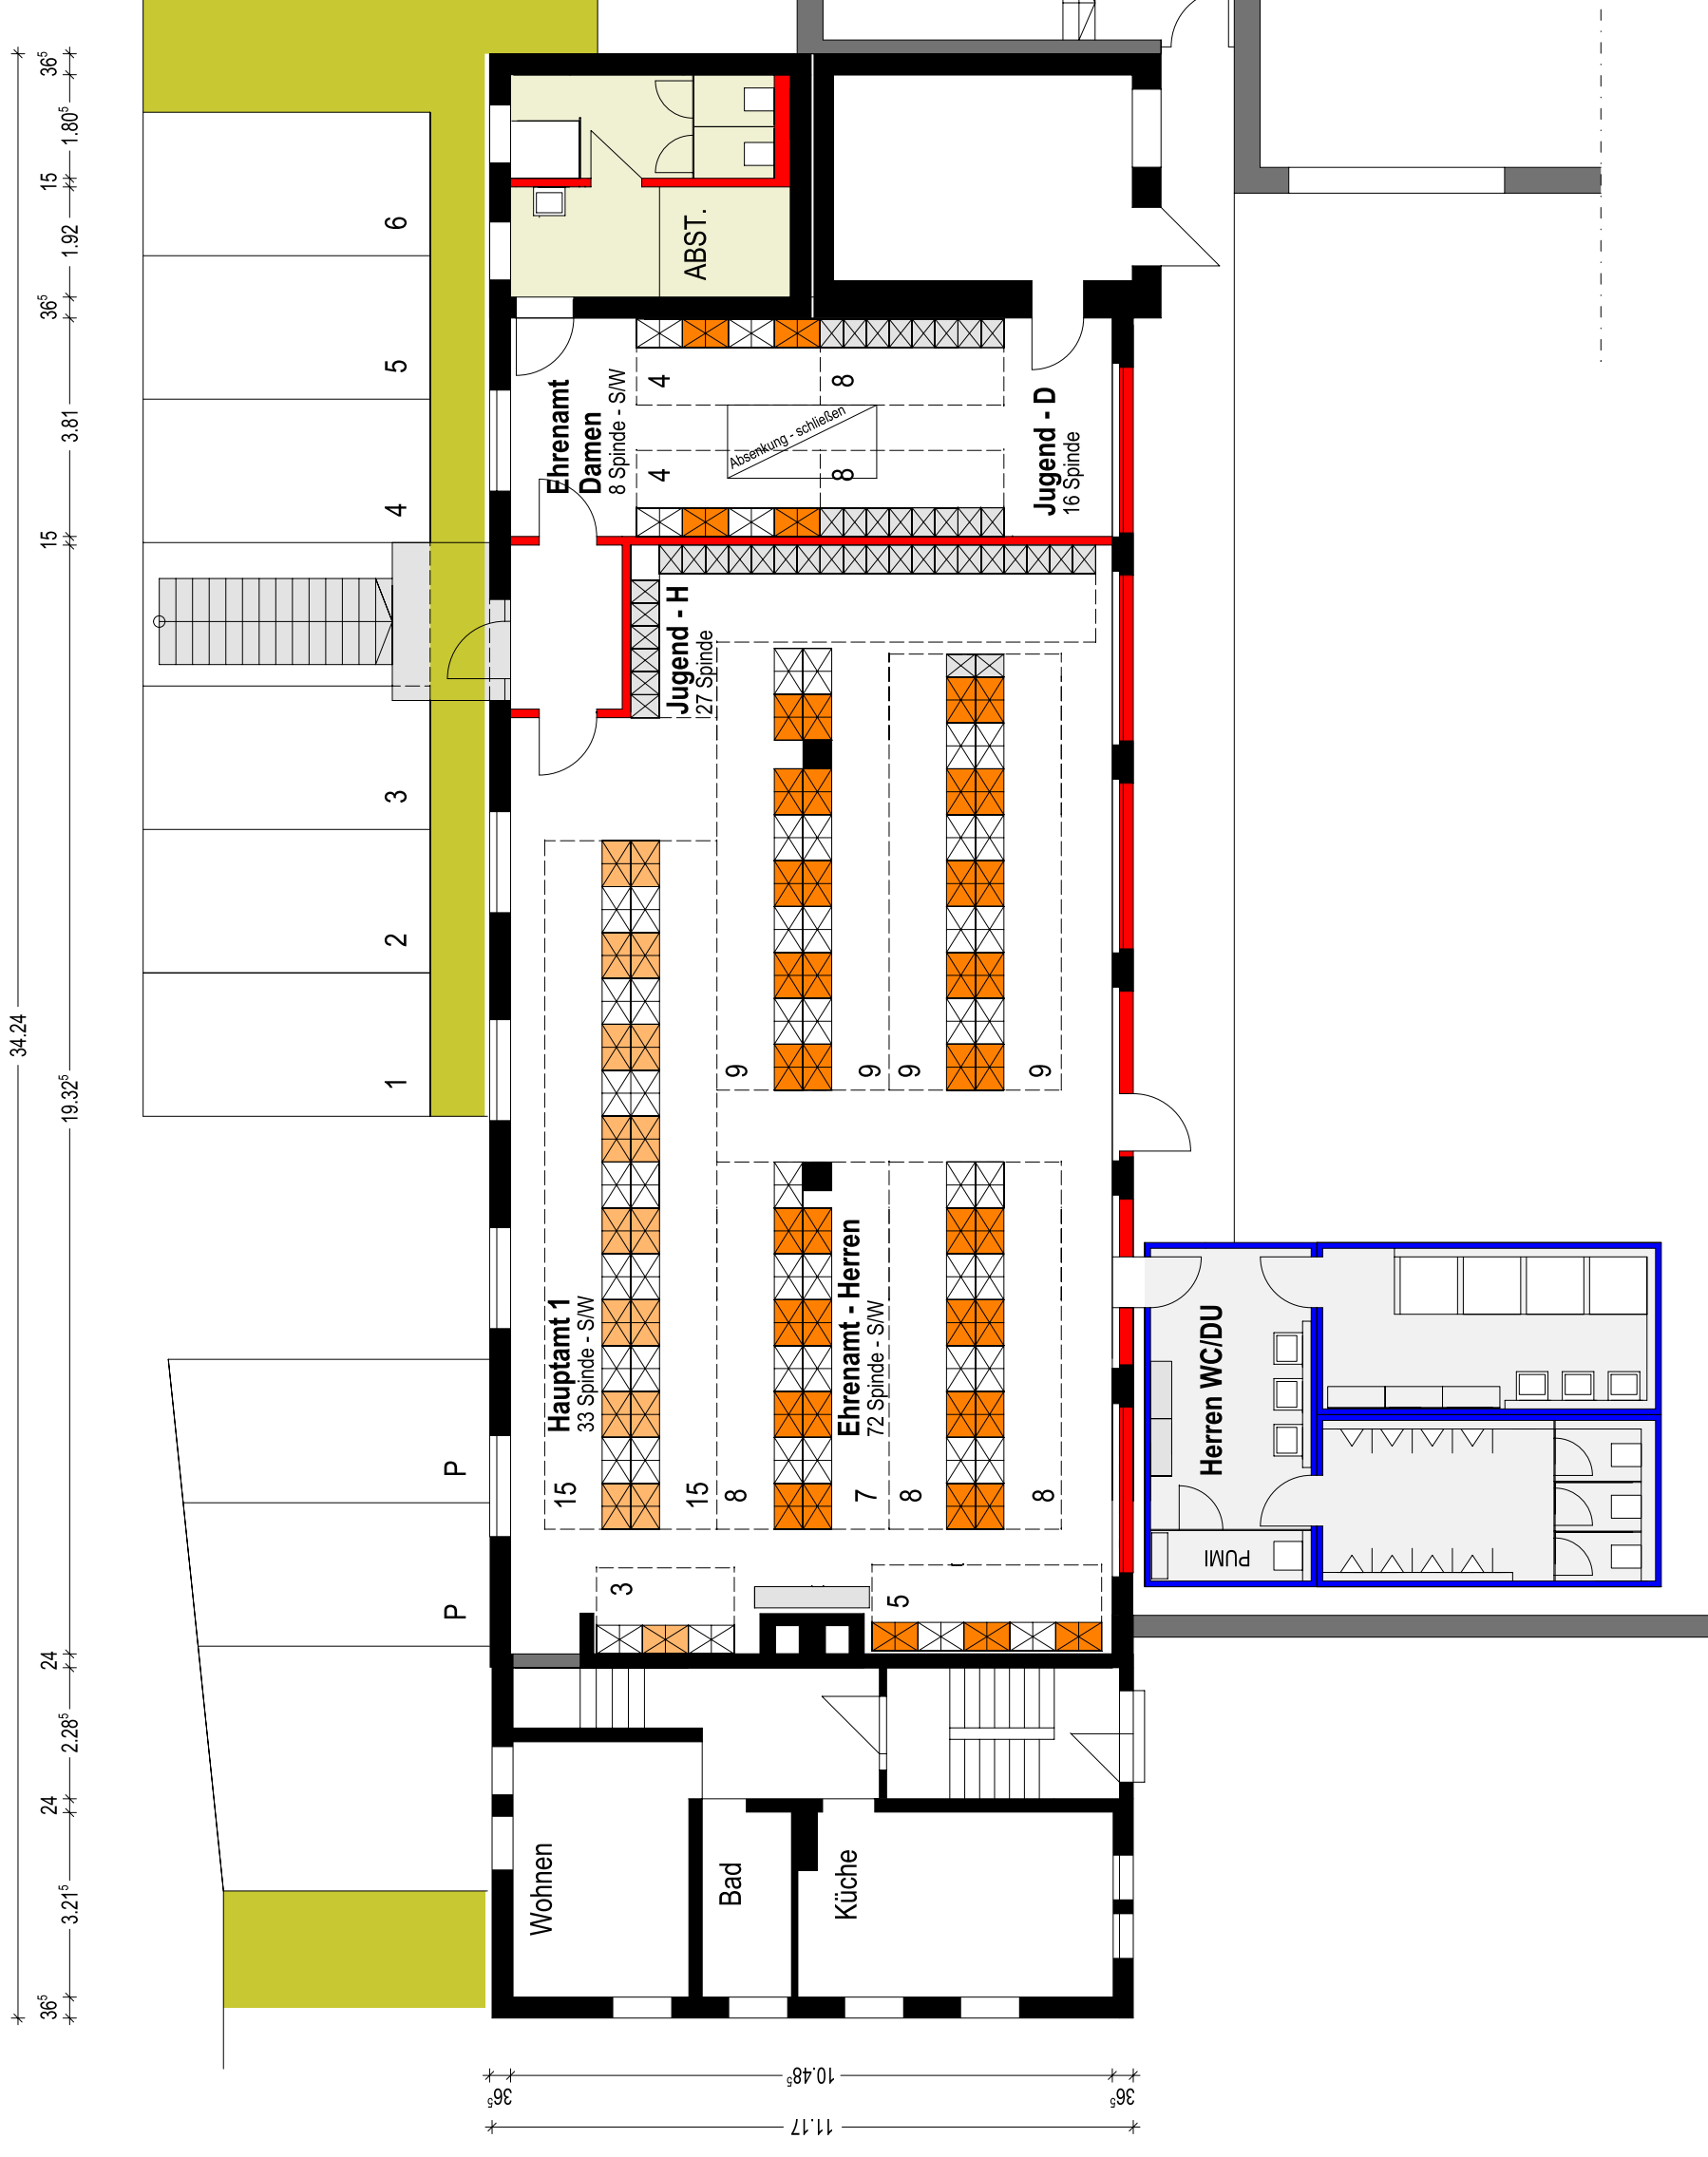 36⁵
1.80⁵
15
1.92
36⁵
3.81
15
34.24
19.32⁵
24
2.28⁵
24
3.21⁵
36⁵
6
5
4
3
2
1
P
P
ABST.
Ehrenamt
Damen
8 Spinde - S/W
4
8
Absenkung - schließen
4
8
Jugend - D
16 Spinde
Jugend - H
27 Spinde
9
9
9
9
Hauptamt 1
33 Spinde - S/W
15
15
Ehrenamt - Herren
72 Spinde - S/W
8
7
8
8
3
5
Herren WC/DU
PUMI
Wohnen
Bad
Küche
36⁵
10.48⁵
36⁵
11.17